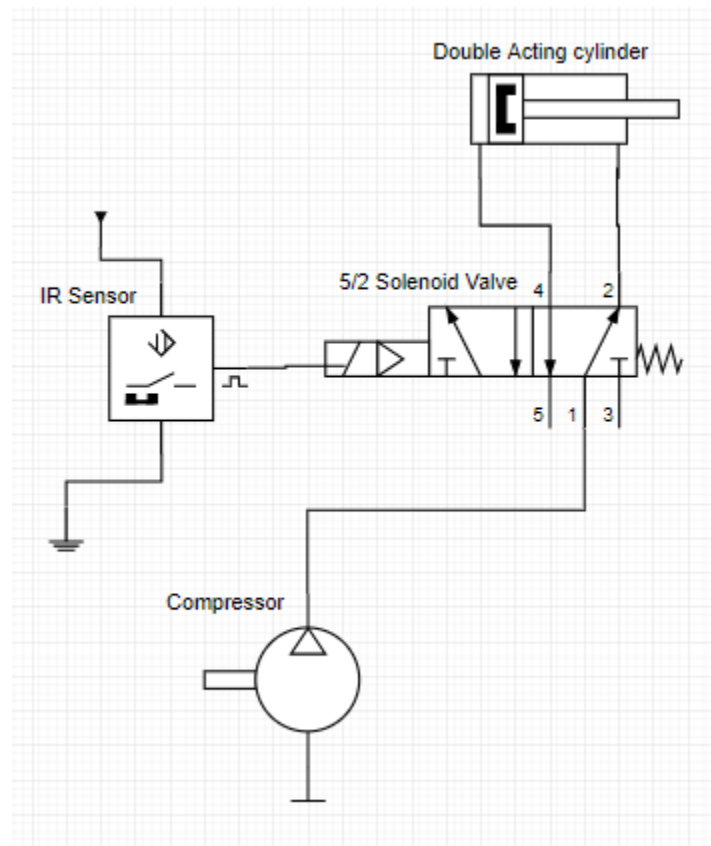 Double Acting cylinder
IR Sensor
5/2 Solenoid Valve
4 2
5 1 3
Compressor